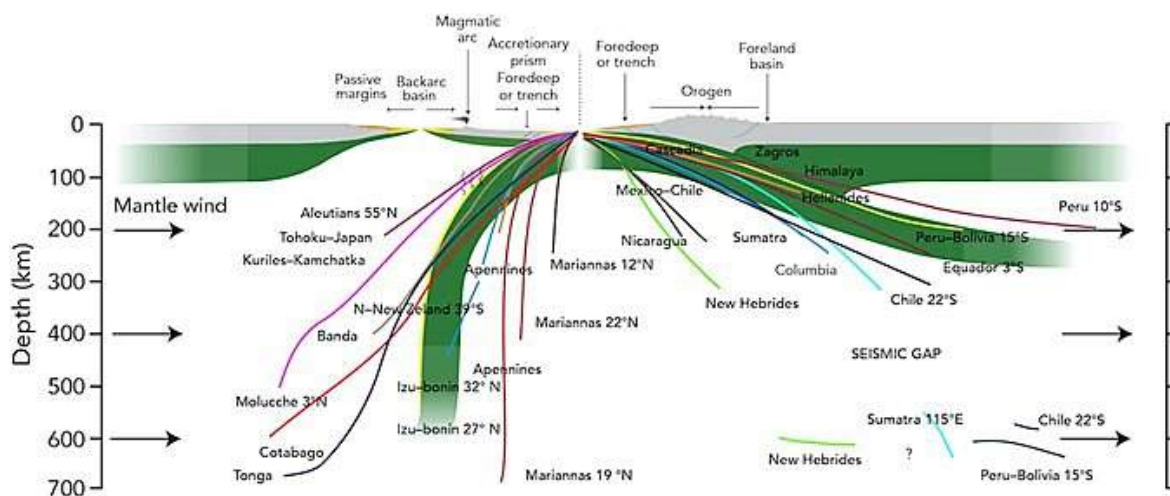 Magmatic
arc
Accretionary
prism
Foredeep
or trench
Passive
margins
Backarc
basin
Foredeep
or trench
Foreland
basin
Orogen
0
100
200
300
400
500
600
700
Depth (km)
Mantle wind
Cascadia
Zagros
Himalaya
Hellenides
Mexico–Chile
Peru 10°S
Aleutians 55°N
Tohoku–Japan
Kuriles–Kamchatka
Nicaragua
Sumatra
Peru–Bolivia 15°S
Apennines
Mariannas 12°N
Columbia
Equador 3°S
New Hebrides
Chile 22°S
N–New Zeland 39°S
Banda
Mariannas 22°N
SEISMIC GAP
Apennines
Izu–bonin 32° N
Molucche 3°N
Izu–bonin 27° N
Cotabago
Tonga
Mariannas 19 °N
Sumatra 115°E
Chile 22°S
New Hebrides
?
Peru–Bolivia 15°S